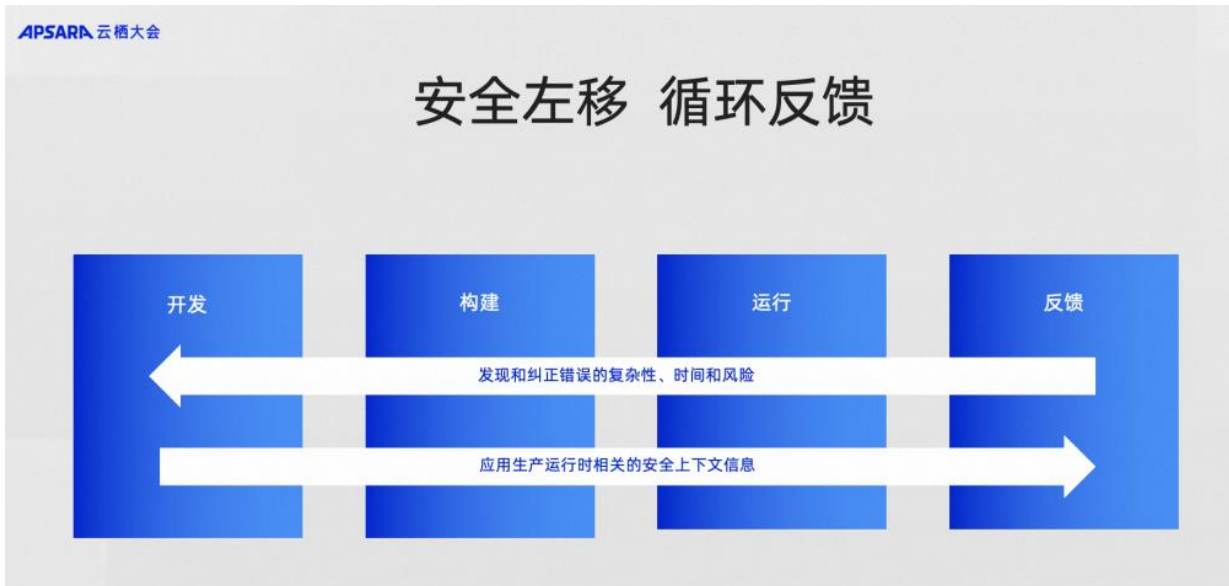 APSARA 云栖大会
安全左移 循环反馈
开发
构建
运行
反馈
发现和纠正错误的复杂性、时间和风险
应用生产运行时相关的安全上下文信息